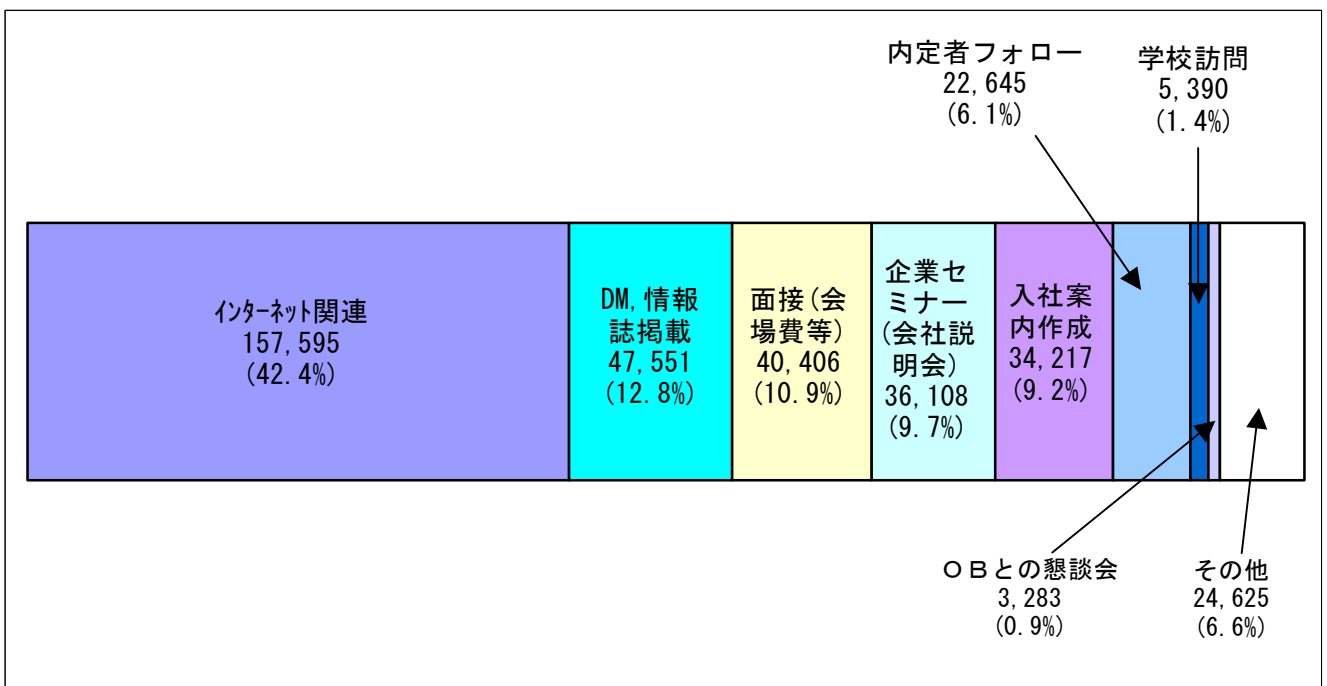 内定者フォロー
22,645
(6.1%)
学校訪問
5,390
(1.4%)
ｲﾝﾀｰﾈｯﾄ関連
157,595
(42.4%)
DM,情報
誌掲載
47,551
(12.8%)
面接(会
場費等)
40,406
(10.9%)
企業セ
ミナー
(会社説
明会)
36,108
(9.7%)
入社案
内作成
34,217
(9.2%)
ＯＢとの懇談会
3,283
(0.9%)
その他
24,625
(6.6%)